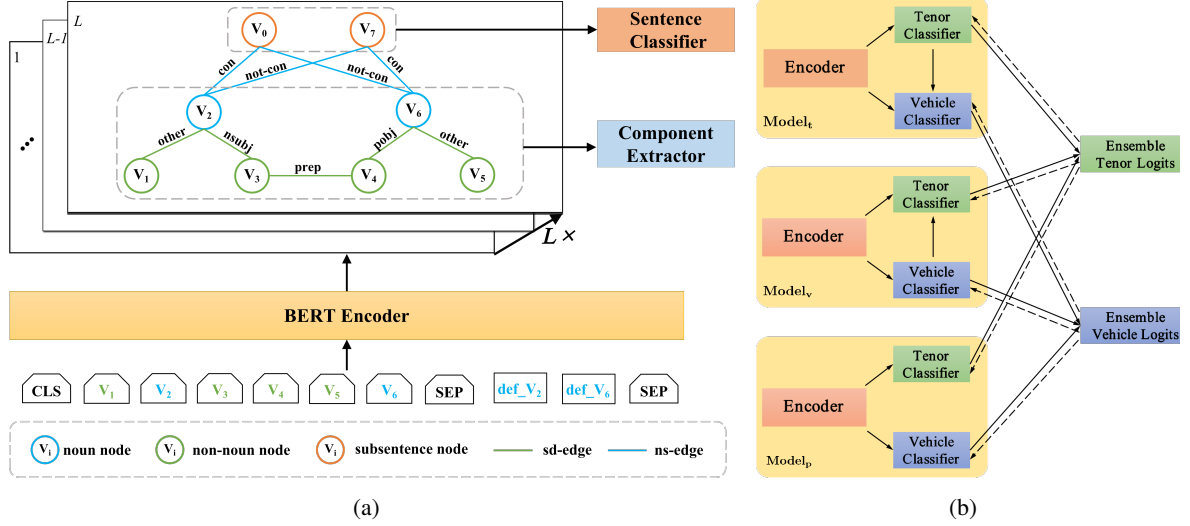 L
L-1
1
V0
V7
con
not-con
not-con
con
V2
V6
other
nsubj
pobj
other
prep
V1
V3
V4
V5
L ×
Sentence
Classifier
Component
Extractor
BERT Encoder
CLS
V1
V2
V3
V4
V5
V6
SEP
def_V2
def_V6
SEP
Vi noun node
Vi non-noun node
Vi subsentence node
sd-edge
ns-edge
(a)
Encoder
Tenor
Classifier
Vehicle
Classifier
Modelt
Encoder
Tenor
Classifier
Vehicle
Classifier
Modelv
Encoder
Tenor
Classifier
Vehicle
Classifier
Modelp
Ensemble
Tenor Logits
Ensemble
Vehicle Logits
(b)